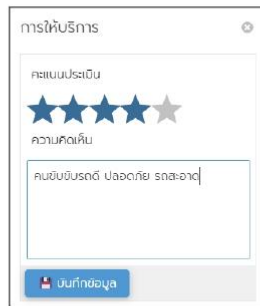 การให้บริการ
คะแนนประเมิน
ความคิดเห็น
คนขับขับรถดี ปลอดภัย รถสะอาด
บันทึกข้อมูล